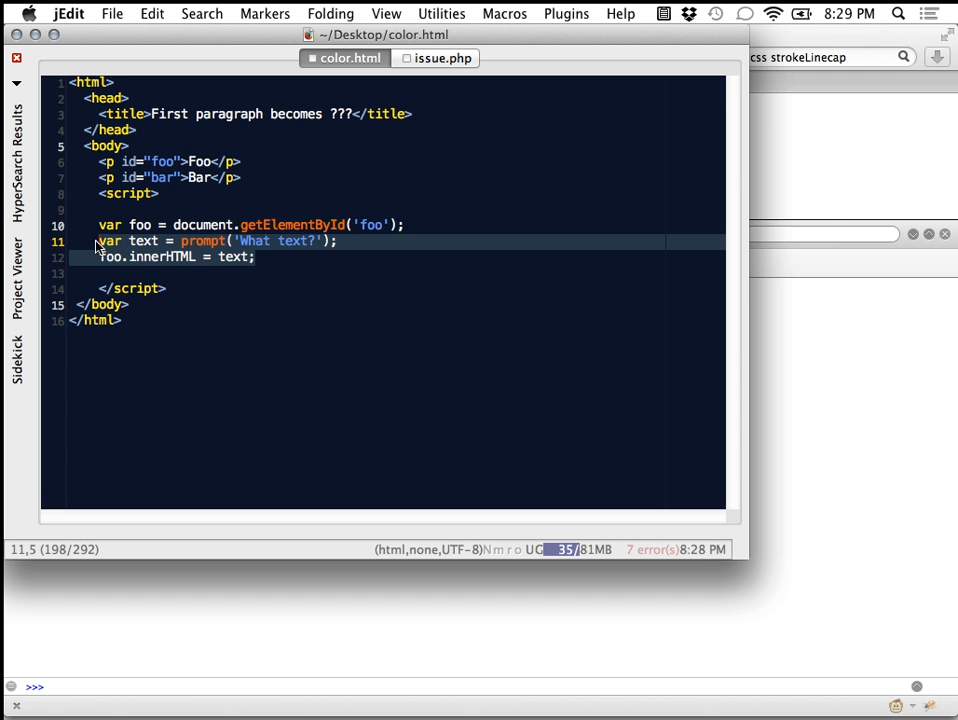 jEdit File Edit Search Markers Folding View Utilities Macros Plugins Help 8:29 PM
~/Desktop/color.html
color.html issue.php
css strokeLinecap
HyperSearch Results
Project Viewer
Sidekick
1 <html>
2 <head>
3 <title>First paragraph becomes ???</title>
4 </head>
5 <body>
6 <p id="foo">Foo</p>
7 <p id="bar">Bar</p>
8 <script>
9
10 var foo = document.getElementById('foo');
11 var text = prompt('What text?');
12 foo.innerHTML = text;
13
14 </script>
15 </body>
16 </html>
11,5 (198/292) (html,none,UTF-8)N m r o UG 35/81MB 7 error(s)8:28 PM
>>>